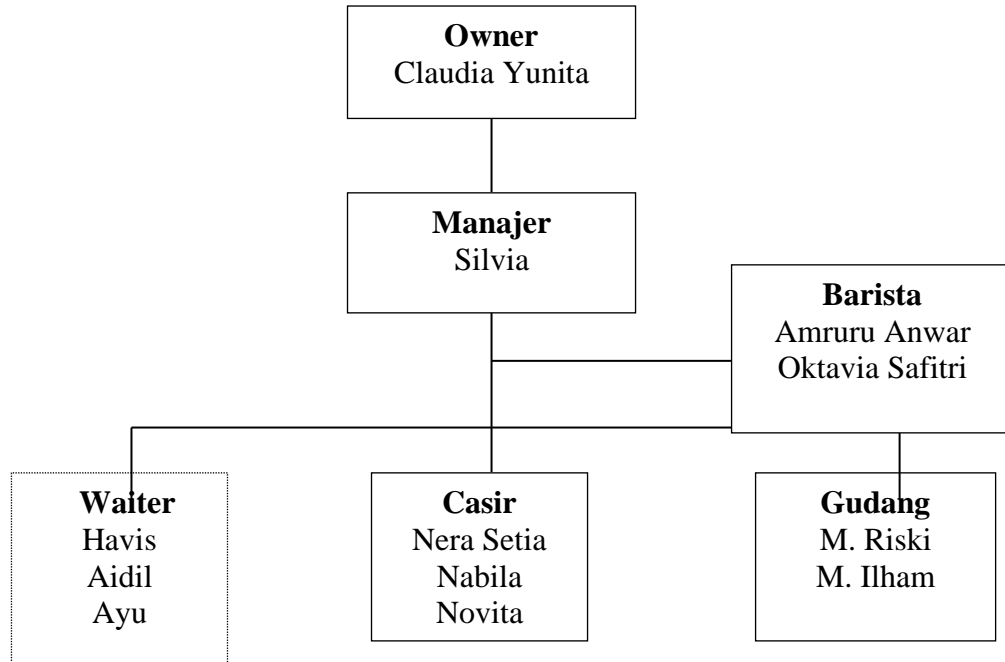 Owner
Claudia Yunita
Manajer
Silvia
Barista
Amruru Anwar
Oktavia Safitri
Waiter
Havis
Aidil
Ayu
Casir
Nera Setia
Nabila
Novita
Gudang
M. Riski
M. Ilham